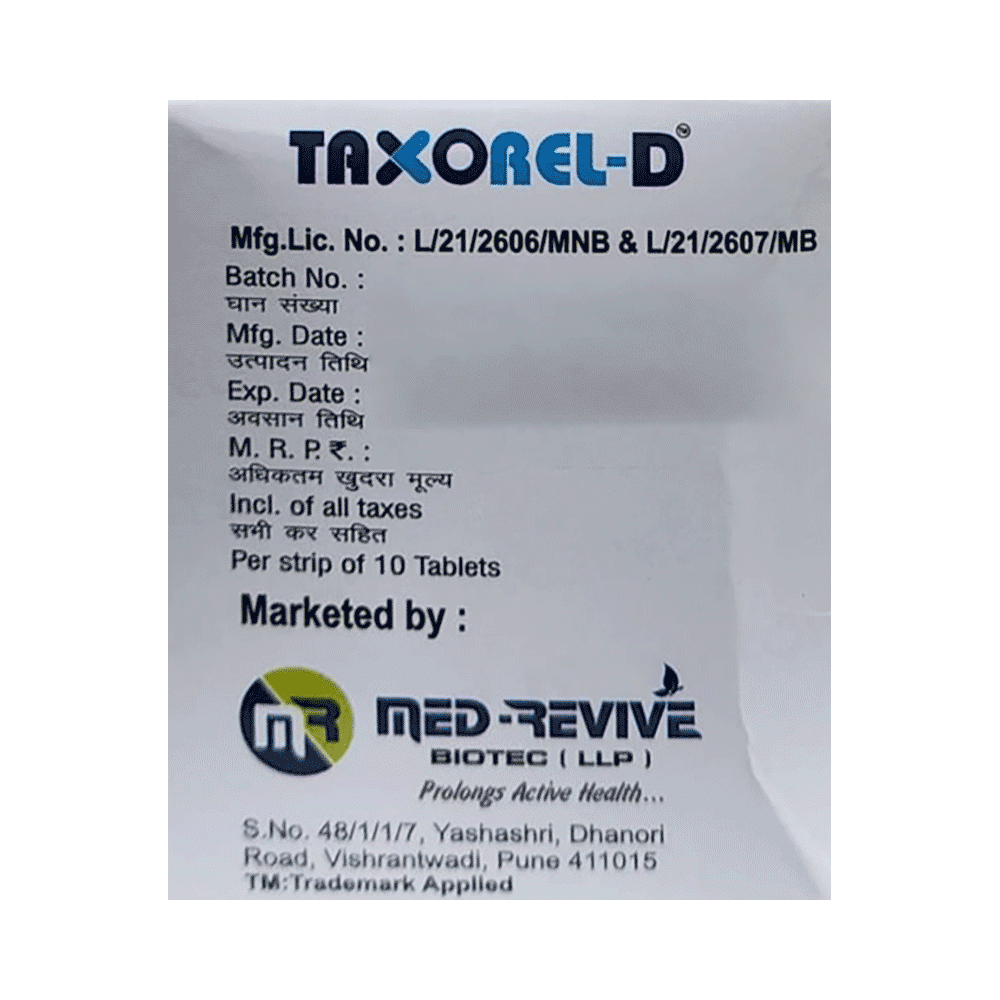 TAXOREL-D™
Mfg.Lic. No. : L/21/2606/MNB & L/21/2607/MB
Batch No. :
घान संख्या
Mfg. Date :
उत्पादन तिथि
Exp. Date :
अवसान तिथि
M. R. P. ₹. :
अधिकतम खुदरा मूल्य
Incl. of all taxes
सभी कर सहित
Per strip of 10 Tablets
Marketed by :
MR MED-REVIVE
BIOTEC ( LLP )
Prolongs Active Health...
S.No. 48/1/1/7, Yashashri, Dhanori
Road, Vishrantwadi, Pune 411015
TM:Trademark Applied